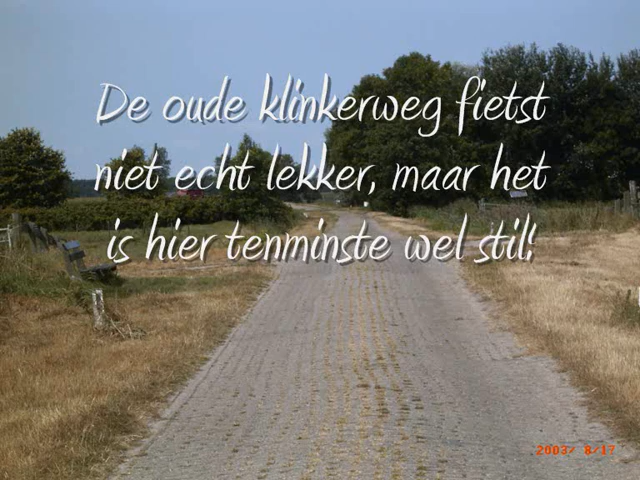 De oude klinkerweg fietst
niet echt lekker, maar het
is hier tenminste wel stil!
2003/ 8/17